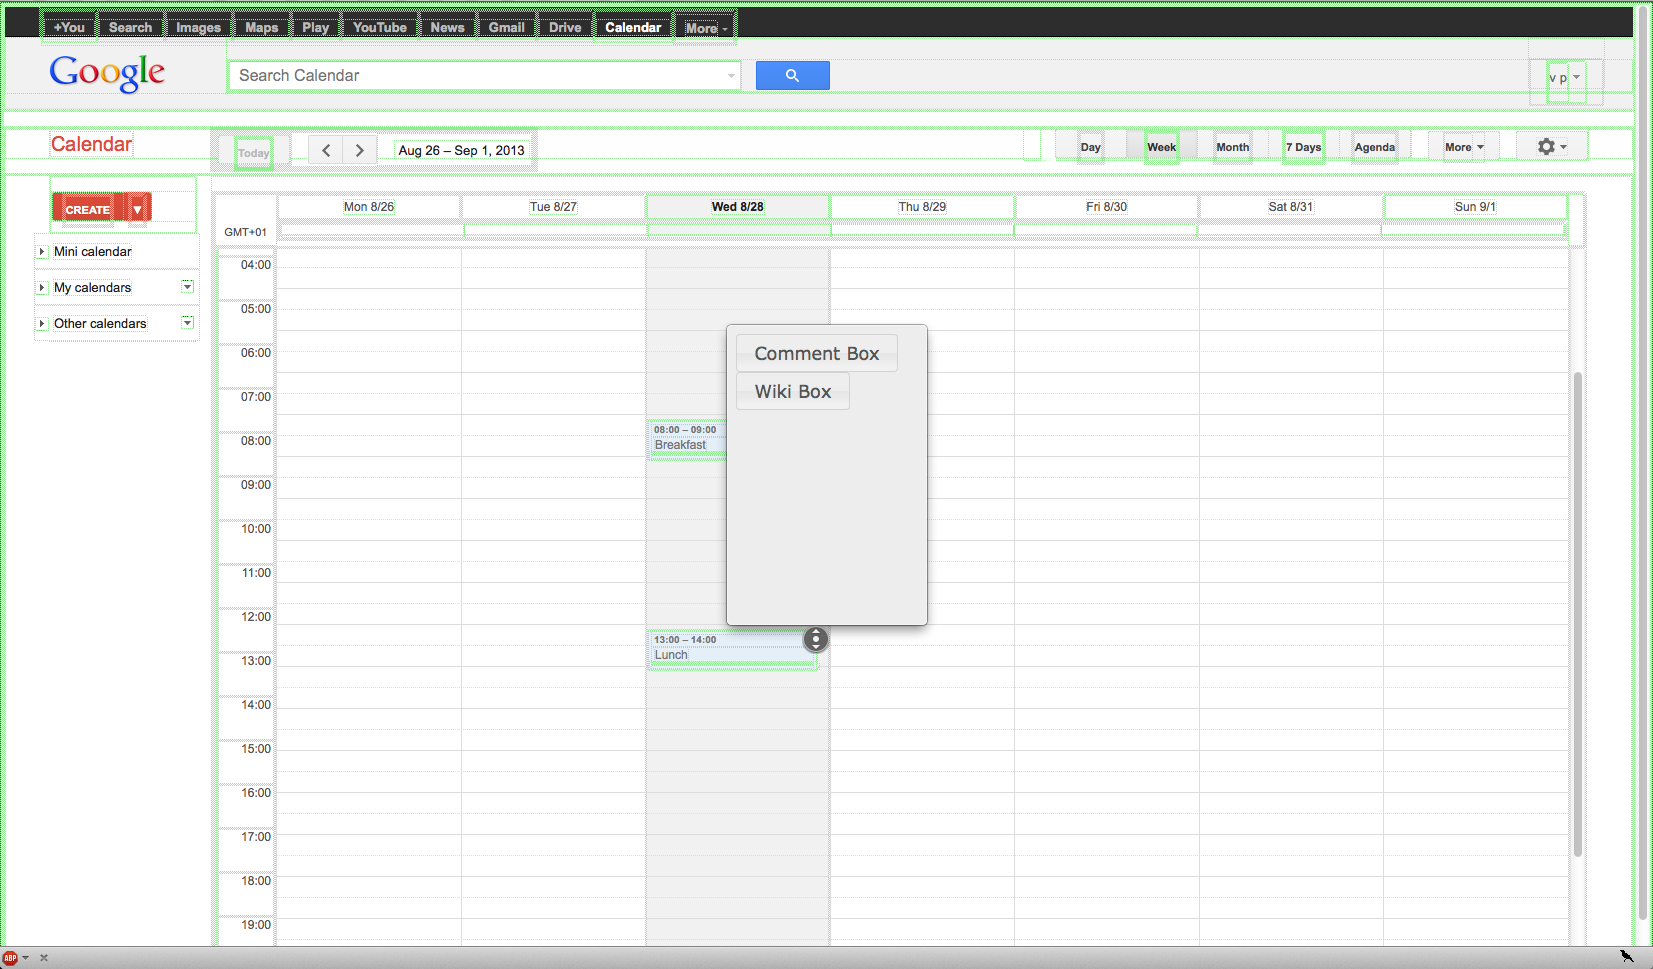 +You Search Images Maps Play YouTube News Gmail Drive Calendar More
Google
Search Calendar
v p
Calendar
Today
Aug 26 – Sep 1, 2013
Day Week Month 7 Days Agenda More
CREATE
Mon 8/26 Tue 8/27 Wed 8/28 Thu 8/29 Fri 8/30 Sat 8/31 Sun 9/1
GMT+01
Mini calendar
My calendars
Other calendars
04:00
05:00
06:00
07:00
08:00
09:00
10:00
11:00
12:00
13:00
14:00
15:00
16:00
17:00
18:00
19:00
Comment Box
Wiki Box
08:00 – 09:00
Breakfast
13:00 – 14:00
Lunch
ABP